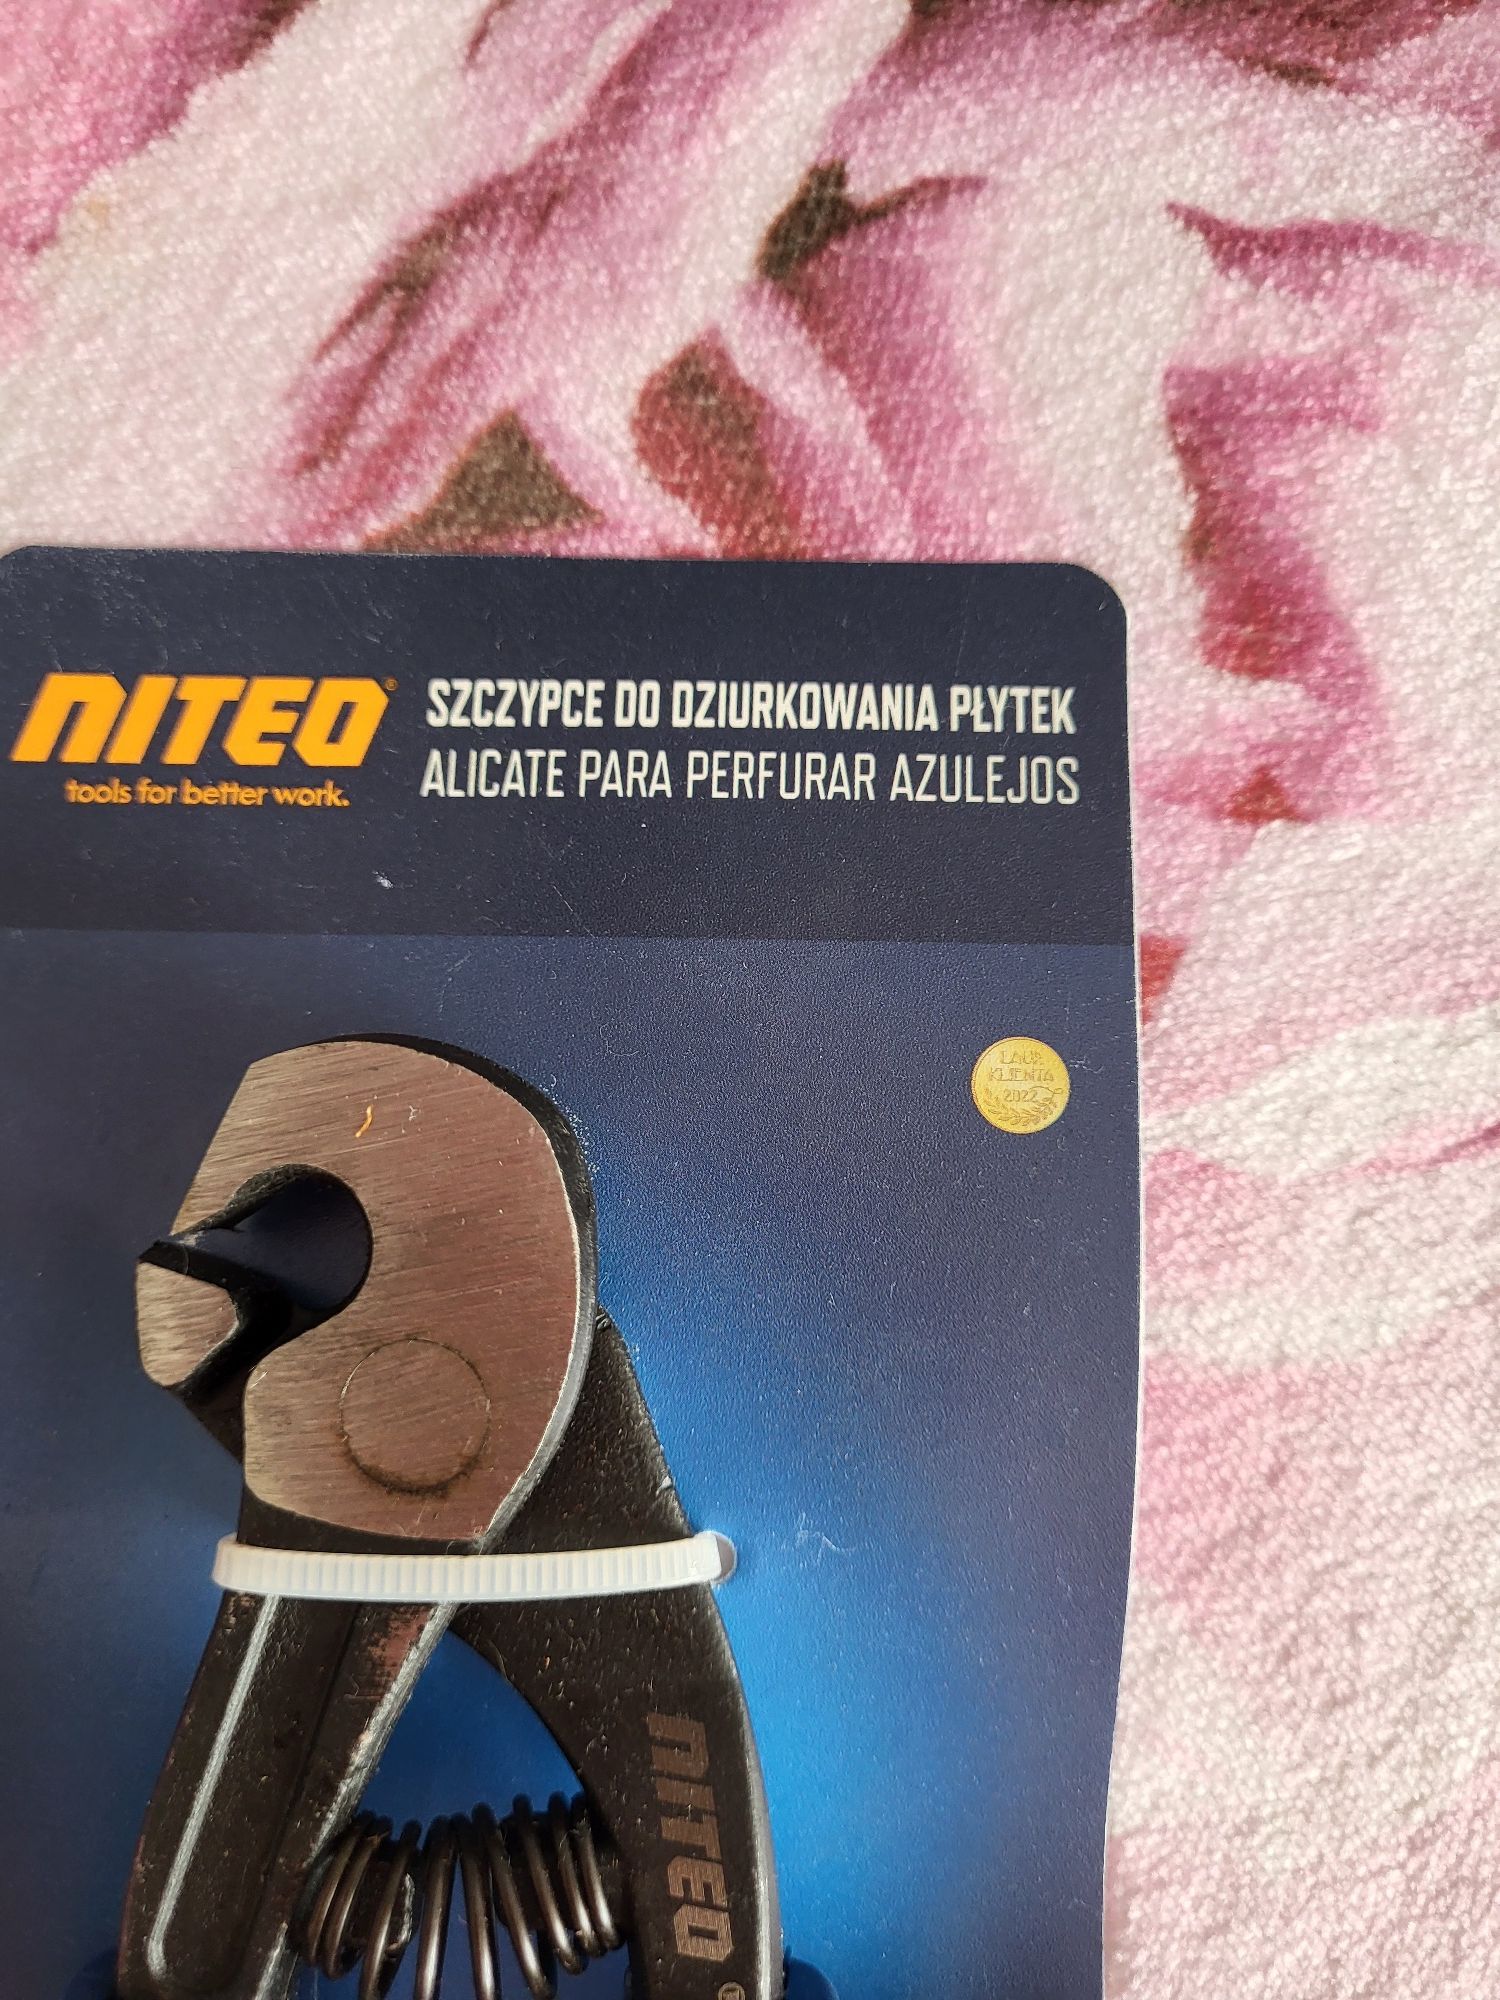 NITEO®
tools for better work.
SZCZYPCE DO DZIURKOWANIA PŁYTEK
ALICATE PARA PERFURAR AZULEJOS
LAUR
KLIENTA
2022
NITEO®